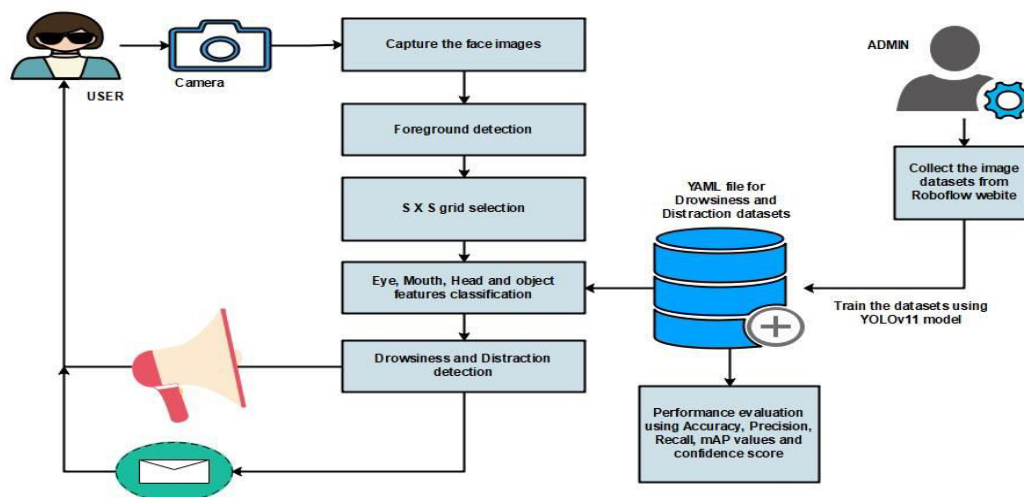 USER
Camera
Capture the face images
Foreground detection
S X S grid selection
Eye, Mouth, Head and object
features classification
Drowsiness and Distraction
detection
YAML file for
Drowsiness and
Distraction datasets
Performance evaluation
using Accuracy, Precision,
Recall, mAP values and
confidence score
ADMIN
Collect the image
datasets from
Roboflow webite
Train the datasets using
YOLOv11 model